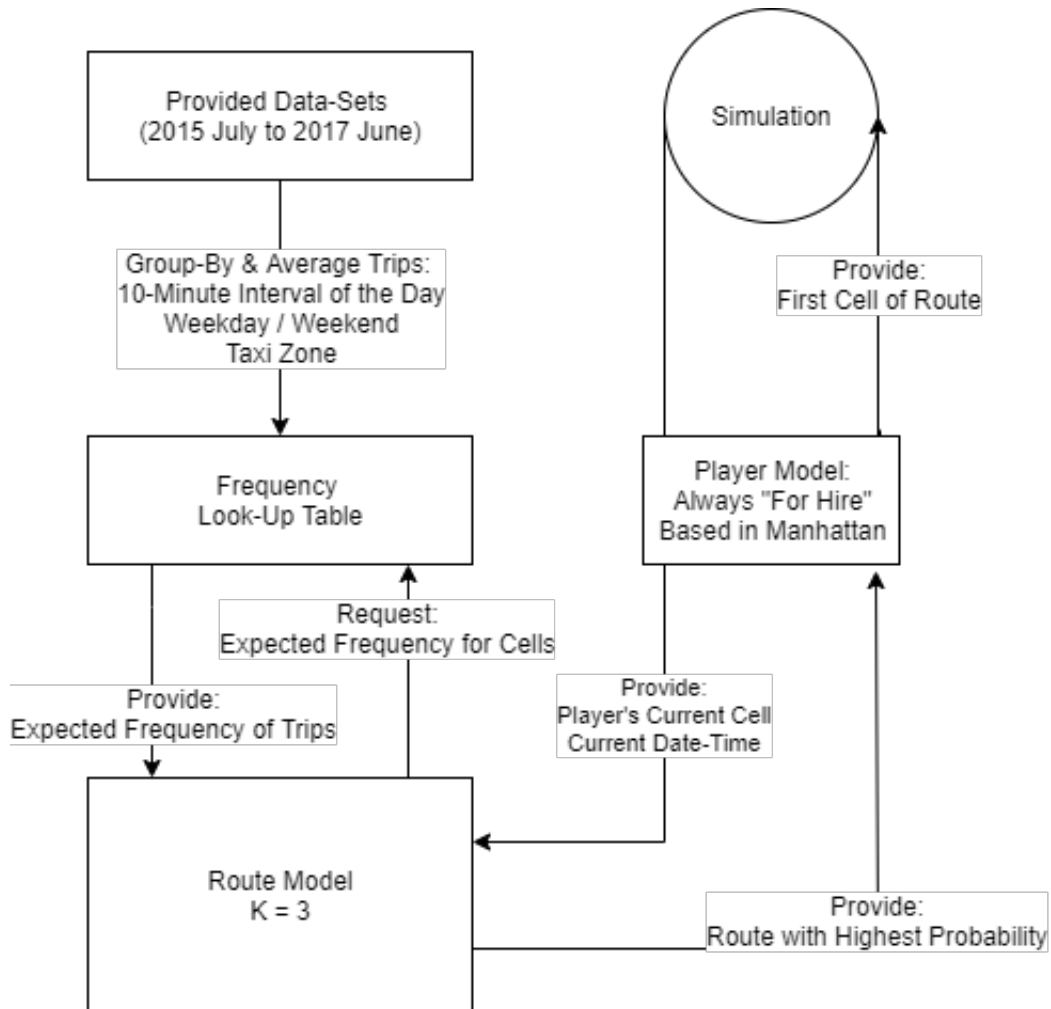 Provided Data-Sets
(2015 July to 2017 June)
Simulation
Group-By & Average Trips:
10-Minute Interval of the Day
Weekday / Weekend
Taxi Zone
Provide:
First Cell of Route
Frequency
Look-Up Table
Player Model:
Always "For Hire"
Based in Manhattan
Request:
Expected Frequency for Cells
Provide:
Expected Frequency of Trips
Provide:
Player's Current Cell
Current Date-Time
Route Model
K = 3
Provide:
Route with Highest Probability